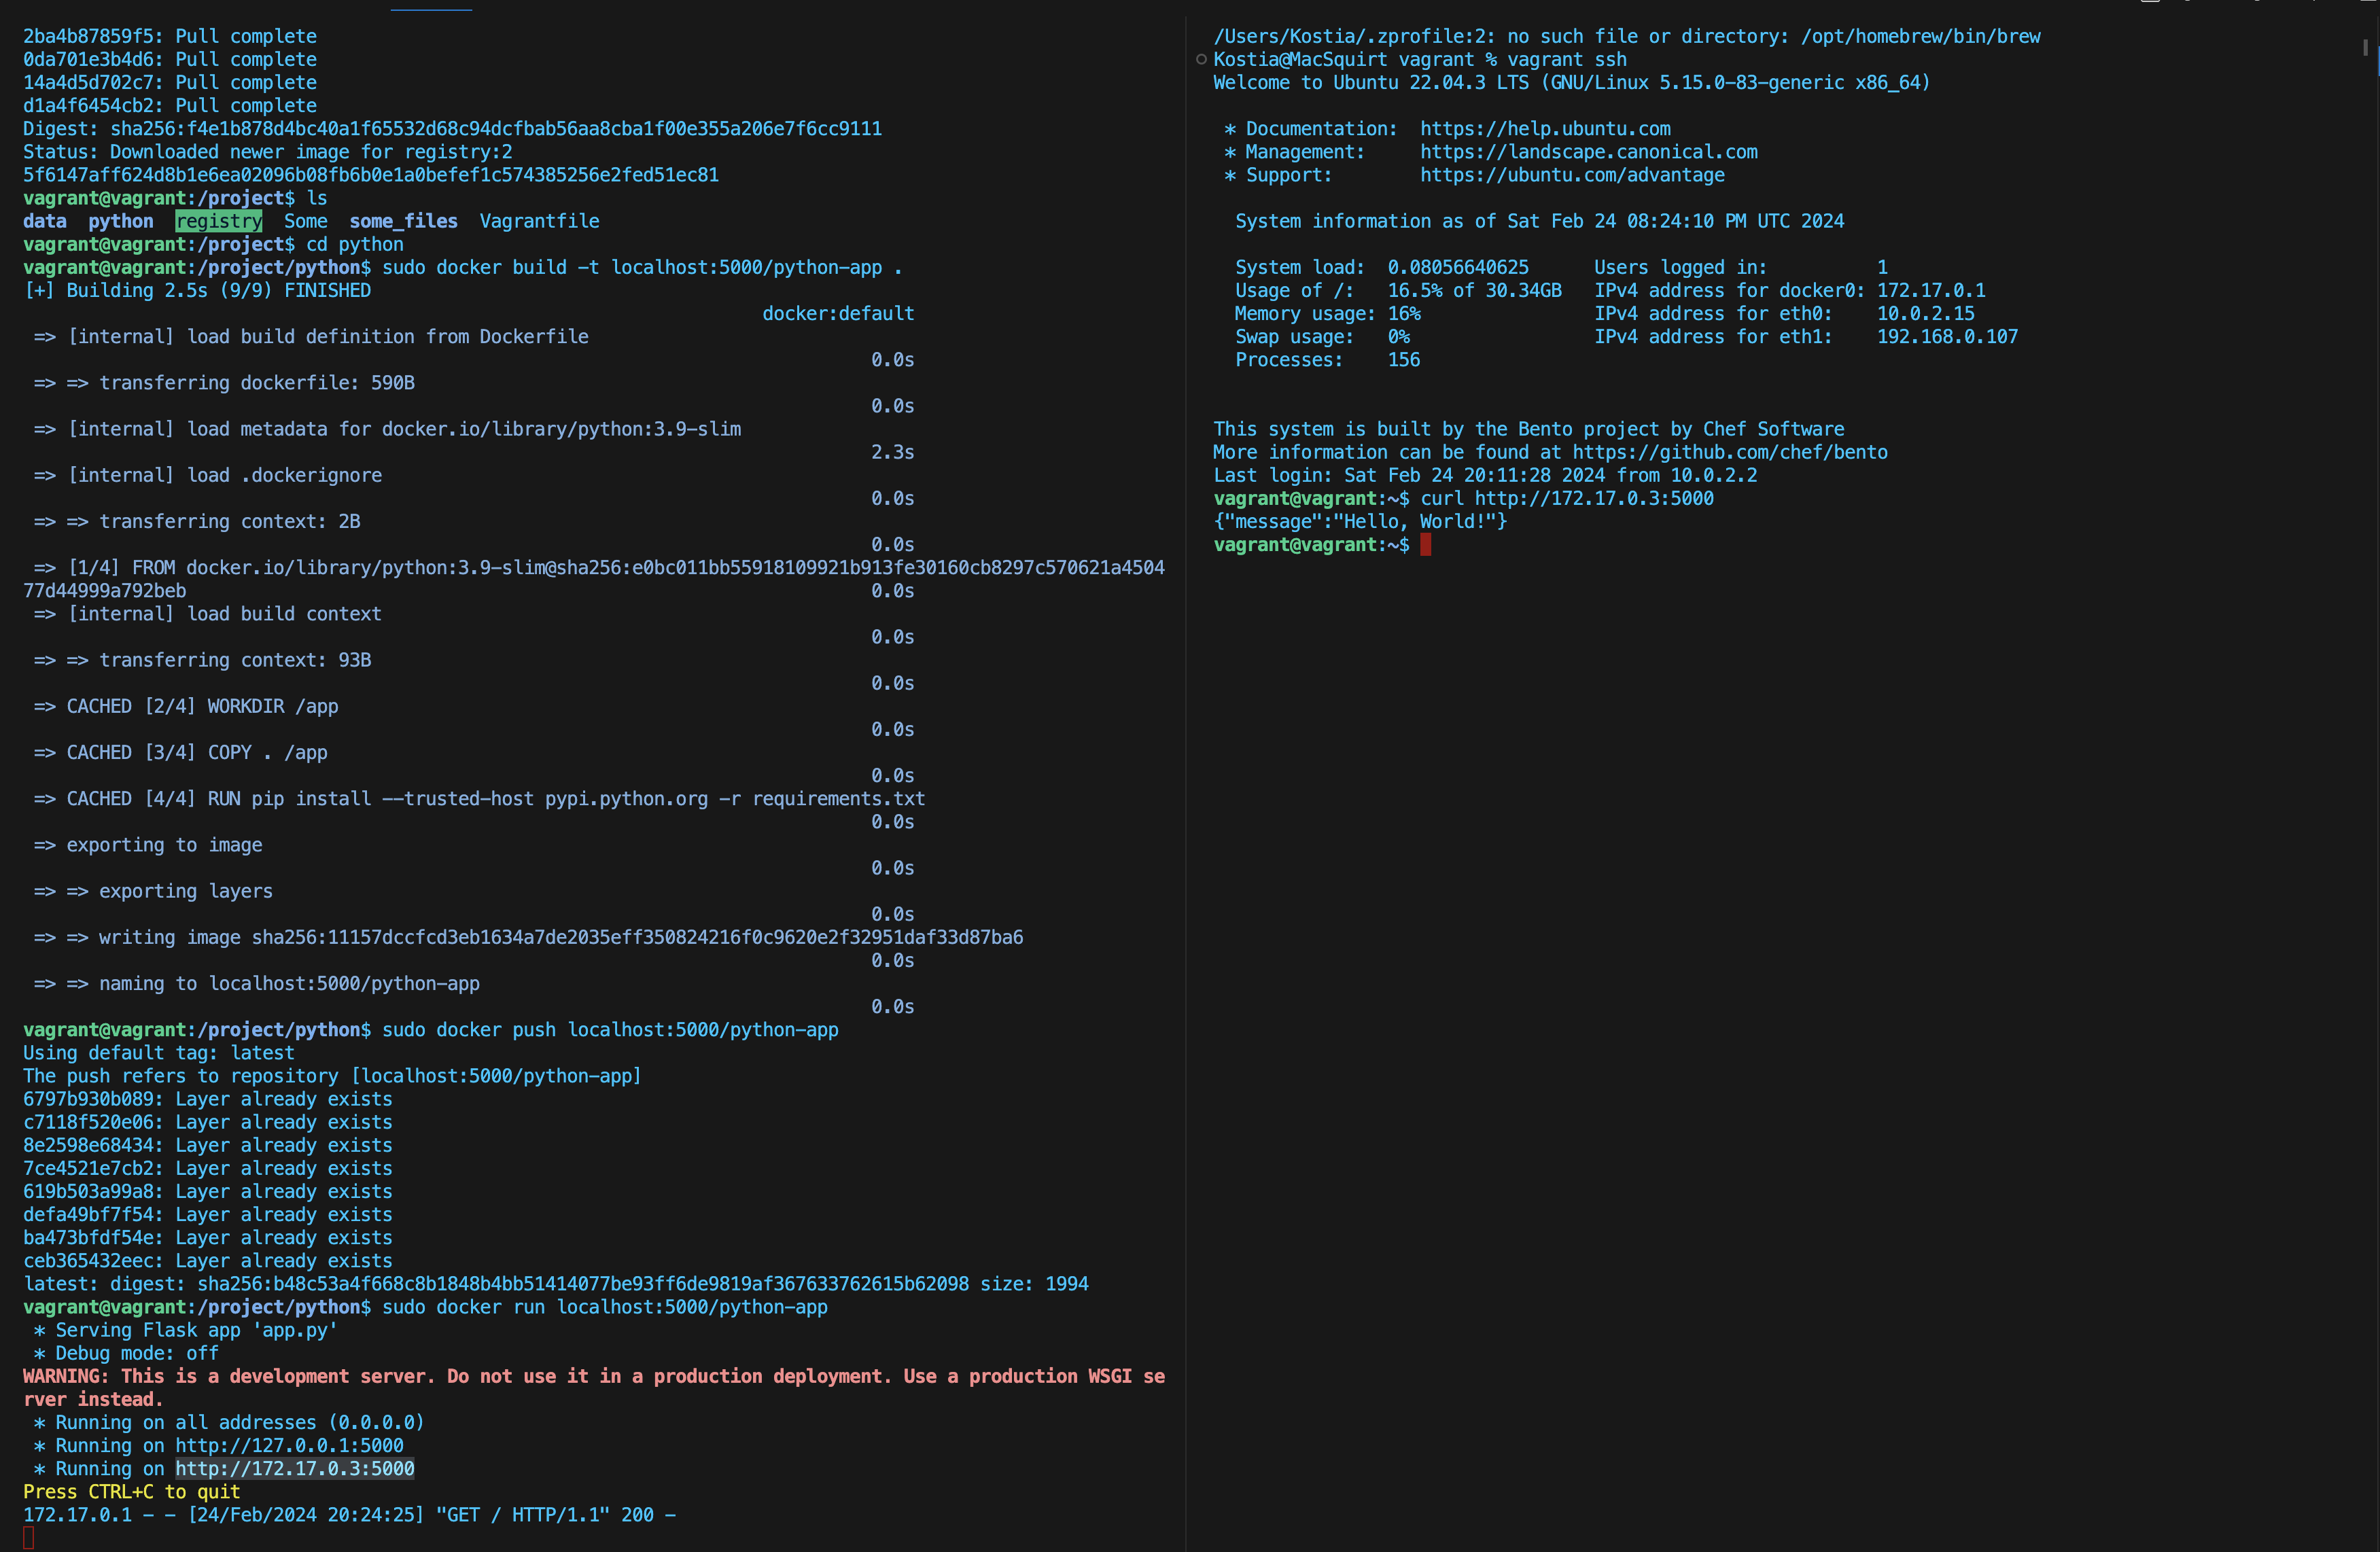 2ba4b87859f5: Pull complete
0da701e3b4d6: Pull complete
14a4d5d702c7: Pull complete
d1a4f6454cb2: Pull complete
Digest: sha256:f4e1b878d4bc40a1f65532d68c94dcfbab56aa8cba1f00e355a206e7f6cc9111
Status: Downloaded newer image for registry:2
5f6147aff624d8b1e6ea02096b08fb6b0e1a0befef1c574385256e2fed51ec81
vagrant@vagrant:/project$ ls
data  python  registry  Some  some_files  Vagrantfile
vagrant@vagrant:/project$ cd python
vagrant@vagrant:/project/python$ sudo docker build -t localhost:5000/python-app .
[+] Building 2.5s (9/9) FINISHED
docker:default
=> [internal] load build definition from Dockerfile
0.0s
=> => transferring dockerfile: 590B
0.0s
=> [internal] load metadata for docker.io/library/python:3.9-slim
2.3s
=> [internal] load .dockerignore
0.0s
=> => transferring context: 2B
0.0s
=> [1/4] FROM docker.io/library/python:3.9-slim@sha256:e0bc011bb55918109921b913fe30160cb8297c570621a4504
77d44999a792beb 0.0s
=> [internal] load build context
0.0s
=> => transferring context: 93B
0.0s
=> CACHED [2/4] WORKDIR /app
0.0s
=> CACHED [3/4] COPY . /app
0.0s
=> CACHED [4/4] RUN pip install --trusted-host pypi.python.org -r requirements.txt
0.0s
=> exporting to image
0.0s
=> => exporting layers
0.0s
=> => writing image sha256:11157dccfcd3eb1634a7de2035eff350824216f0c9620e2f32951daf33d87ba6
0.0s
=> => naming to localhost:5000/python-app
0.0s
vagrant@vagrant:/project/python$ sudo docker push localhost:5000/python-app
Using default tag: latest
The push refers to repository [localhost:5000/python-app]
6797b930b089: Layer already exists
c7118f520e06: Layer already exists
8e2598e68434: Layer already exists
7ce4521e7cb2: Layer already exists
619b503a99a8: Layer already exists
defa49bf7f54: Layer already exists
ba473bfdf54e: Layer already exists
ceb365432eec: Layer already exists
latest: digest: sha256:b48c53a4f668c8b1848b4bb51414077be93ff6de9819af367633762615b62098 size: 1994
vagrant@vagrant:/project/python$ sudo docker run localhost:5000/python-app
* Serving Flask app 'app.py'
* Debug mode: off
WARNING: This is a development server. Do not use it in a production deployment. Use a production WSGI se
rver instead.
* Running on all addresses (0.0.0.0)
* Running on http://127.0.0.1:5000
* Running on http://172.17.0.3:5000
Press CTRL+C to quit
172.17.0.1 - - [24/Feb/2024 20:24:25] "GET / HTTP/1.1" 200 -
/Users/Kostia/.zprofile:2: no such file or directory: /opt/homebrew/bin/brew
Kostia@MacSquirt vagrant % vagrant ssh
Welcome to Ubuntu 22.04.3 LTS (GNU/Linux 5.15.0-83-generic x86_64)
* Documentation:  https://help.ubuntu.com
* Management:     https://landscape.canonical.com
* Support:        https://ubuntu.com/advantage
System information as of Sat Feb 24 08:24:10 PM UTC 2024
System load:  0.08056640625      Users logged in:          1
Usage of /:   16.5% of 30.34GB   IPv4 address for docker0: 172.17.0.1
Memory usage: 16%                IPv4 address for eth0:    10.0.2.15
Swap usage:   0%                 IPv4 address for eth1:    192.168.0.107
Processes:    156
This system is built by the Bento project by Chef Software
More information can be found at https://github.com/chef/bento
Last login: Sat Feb 24 20:11:28 2024 from 10.0.2.2
vagrant@vagrant:~$ curl http://172.17.0.3:5000
{"message":"Hello, World!"}
vagrant@vagrant:~$